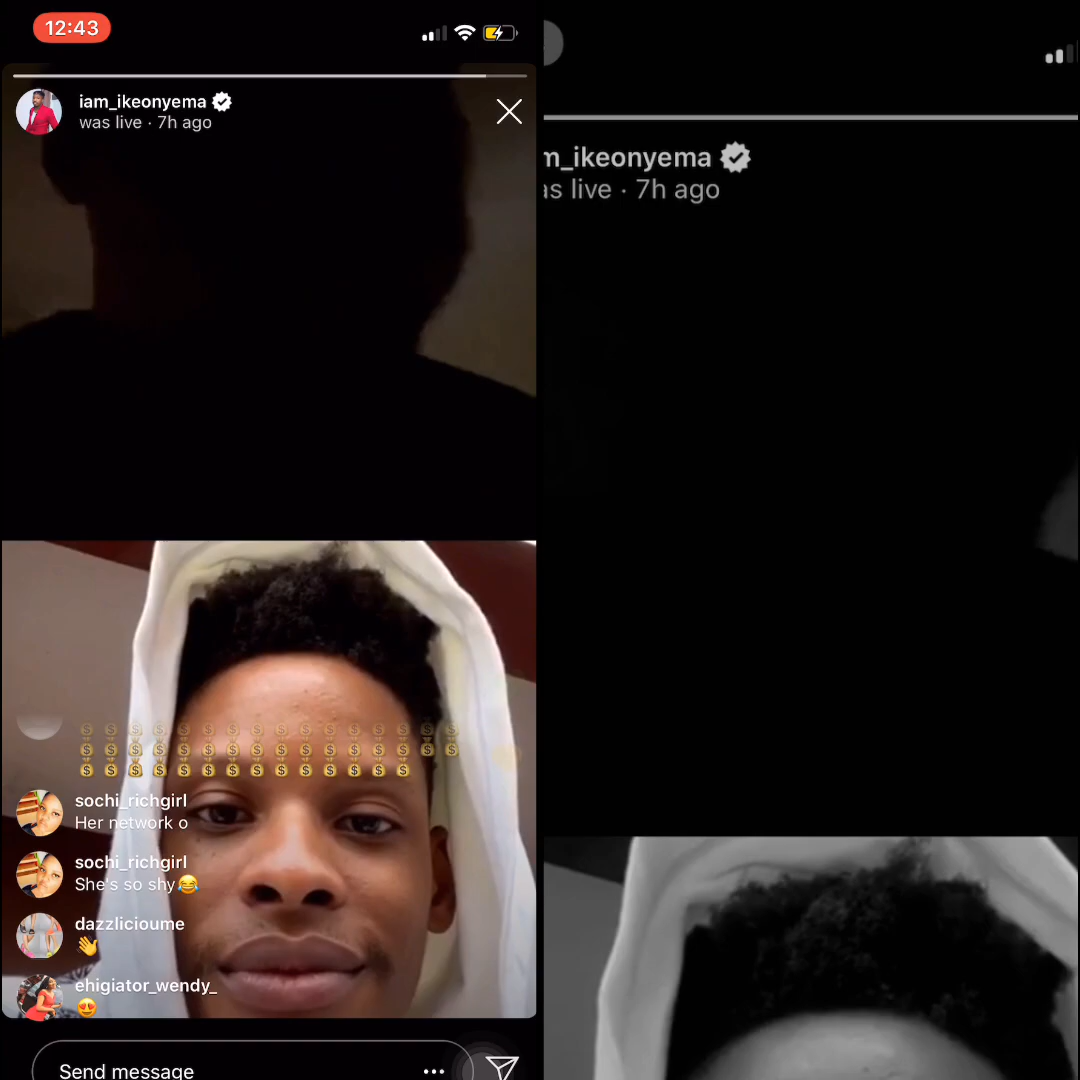 12:43
iam_ikeonyema
was live · 7h ago
sochi_richgirl
Her network o
sochi_richgirl
She's so shy😂
dazzlicioume
👋
ehigiator_wendy_
😍
Send message
m_ikeonyema
as live · 7h ago